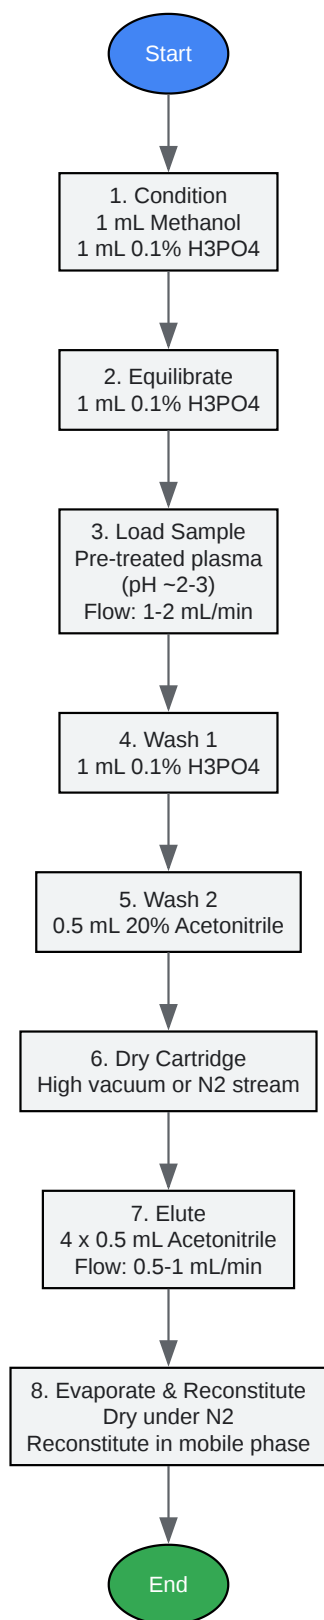 Start
1. Condition
1 mL Methanol
1 mL 0.1% H3PO4
2. Equilibrate
1 mL 0.1% H3PO4
3. Load Sample
Pre-treated plasma
(pH ~2-3)
Flow: 1-2 mL/min
4. Wash 1
1 mL 0.1% H3PO4
5. Wash 2
0.5 mL 20% Acetonitrile
6. Dry Cartridge
High vacuum or N2 stream
7. Elute
4 x 0.5 mL Acetonitrile
Flow: 0.5-1 mL/min
8. Evaporate & Reconstitute
Dry under N2
Reconstitute in mobile phase
End